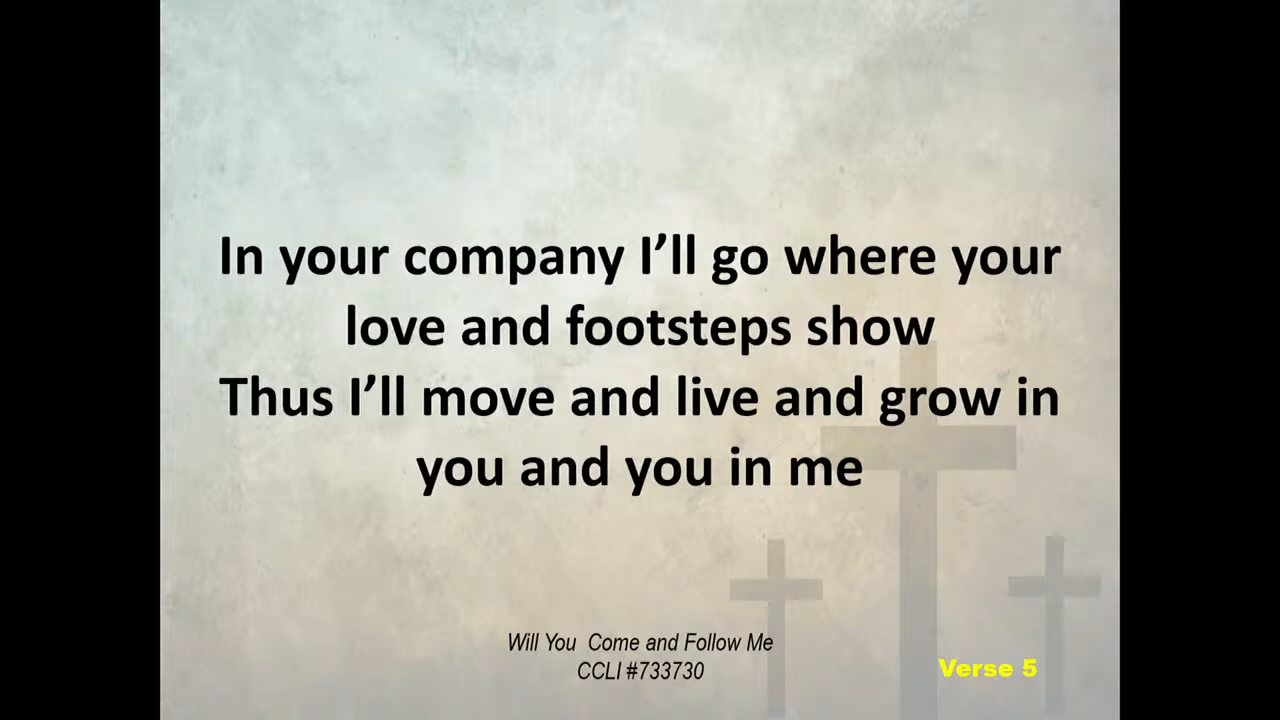 In your company I’ll go where your
love and footsteps show
Thus I’ll move and live and grow in
you and you in me
Will You  Come and Follow Me
CCLI #733730
Verse 5